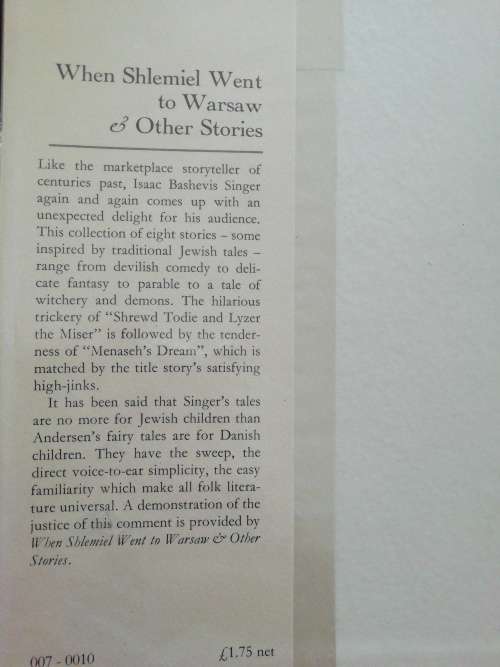 When Shlemiel Went
to Warsaw
& Other Stories
Like the marketplace storyteller of
centuries past, Isaac Bashevis Singer
again and again comes up with an
unexpected delight for his audience.
This collection of eight stories – some
inspired by traditional Jewish tales –
range from devilish comedy to deli-
cate fantasy to parable to a tale of
witchery and demons. The hilarious
trickery of “Shrewd Todie and Lyzer
the Miser” is followed by the tender-
ness of “Menaseh’s Dream”, which is
matched by the title story’s satisfying
high-jinks.
It has been said that Singer’s tales
are no more for Jewish children than
Andersen’s fairy tales are for Danish
children. They have the sweep, the
direct voice-to-ear simplicity, the easy
familiarity which make all folk litera-
ture universal. A demonstration of the
justice of this comment is provided by
When Shlemiel Went to Warsaw & Other
Stories.
007 - 0010
£1.75 net